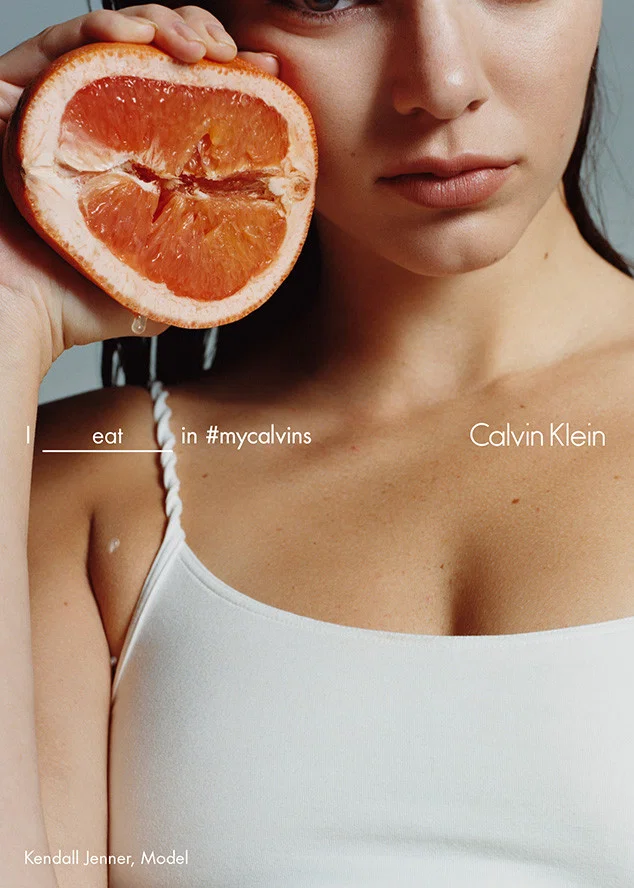 I eat in #mycalvins
Calvin Klein
Kendall Jenner, Model